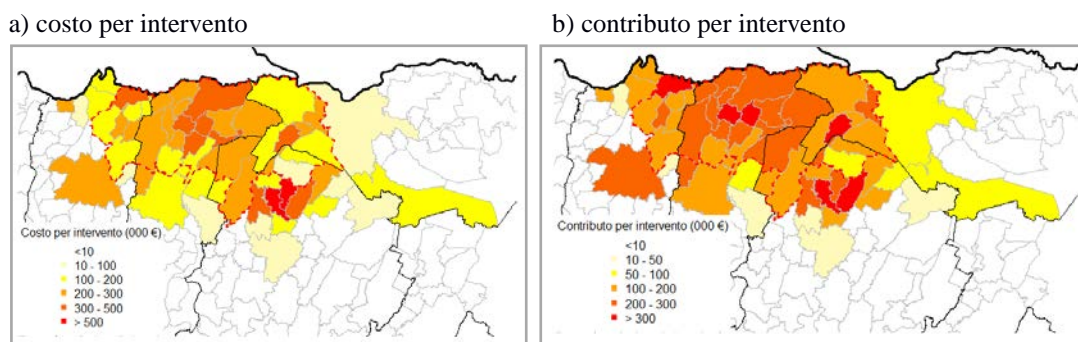 a) costo per intervento
b) contributo per intervento
Costo per intervento (000 €)
<10
10 - 100
100 - 200
200 - 300
300 - 500
> 500
Contributo per intervento (000 €)
<10
10 - 50
50 - 100
100 - 200
200 - 300
> 300